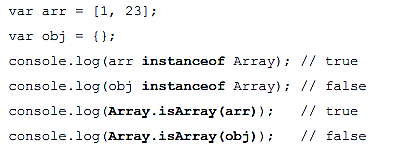 var arr = [1, 23];
var obj = {};
console.log(arr instanceof Array); // true
console.log(obj instanceof Array); // false
console.log(Array.isArray(arr));   // true
console.log(Array.isArray(obj));   // false